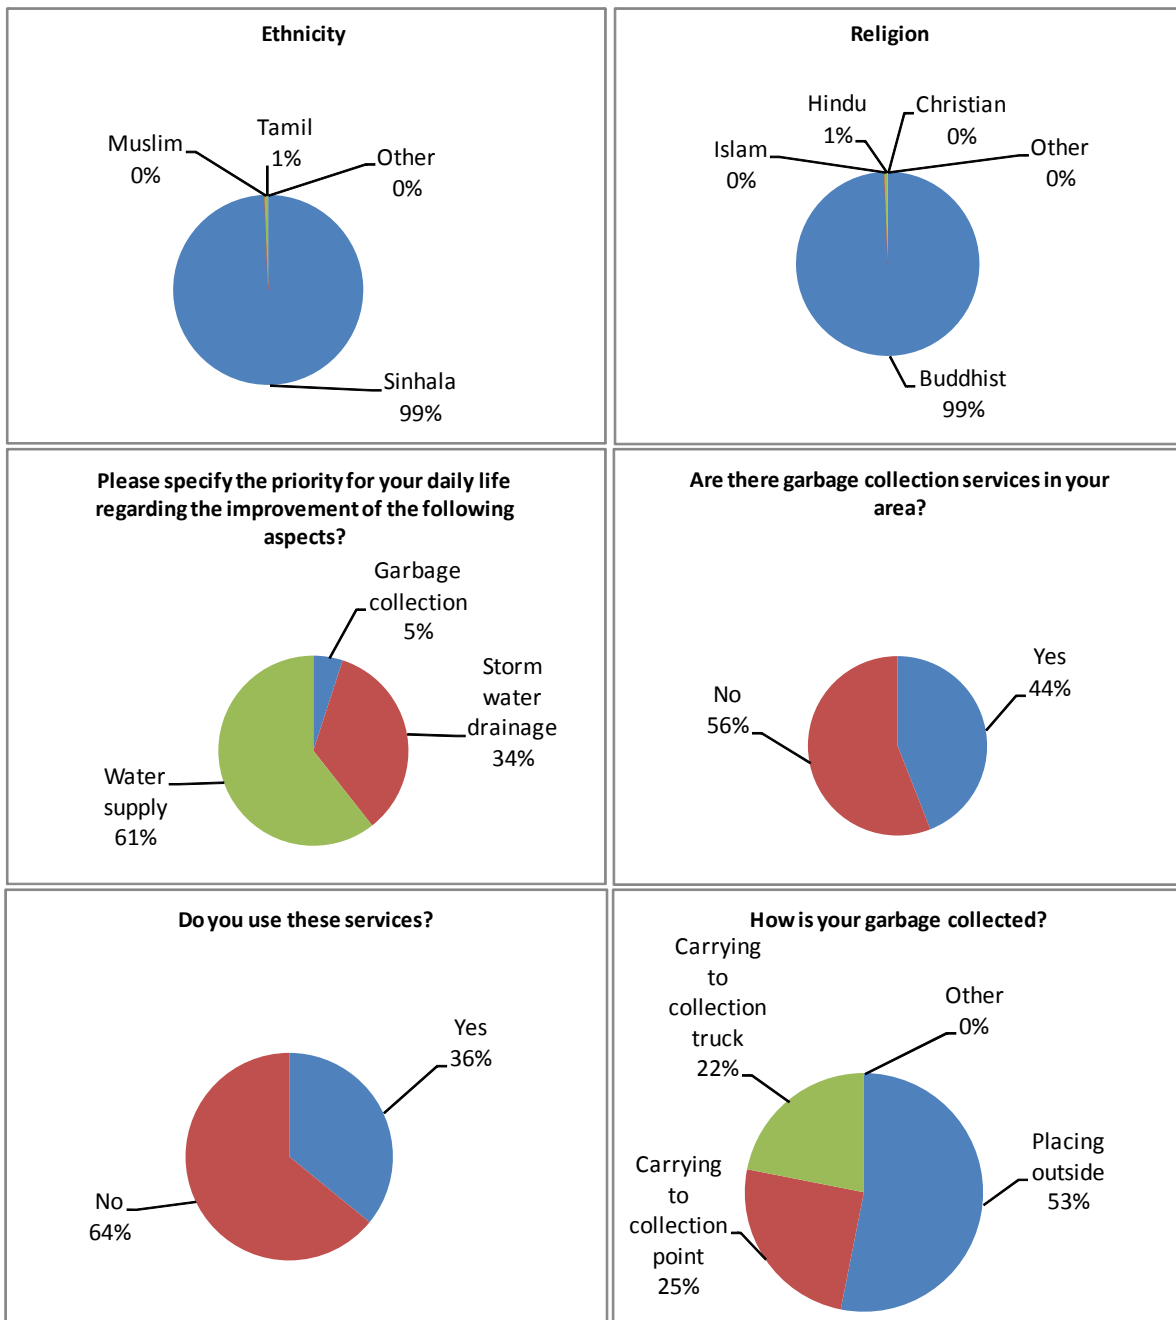 Ethnicity
Muslim
0%
Tamil
1%
Other
0%
Sinhala
99%
Religion
Islam
0%
Hindu
1%
Christian
0%
Other
0%
Buddhist
99%
Please specify the priority for your daily life
regarding the improvement of the following
aspects?
Garbage
collection
5%
Storm
water
drainage
34%
Water
supply
61%
Are there garbage collection services in your
area?
Yes
44%
No
56%
Do you use these services?
Yes
36%
No
64%
How is your garbage collected?
Carrying
to
collection
truck
22%
Other
0%
Placing
outside
53%
Carrying
to
collection
point
25%